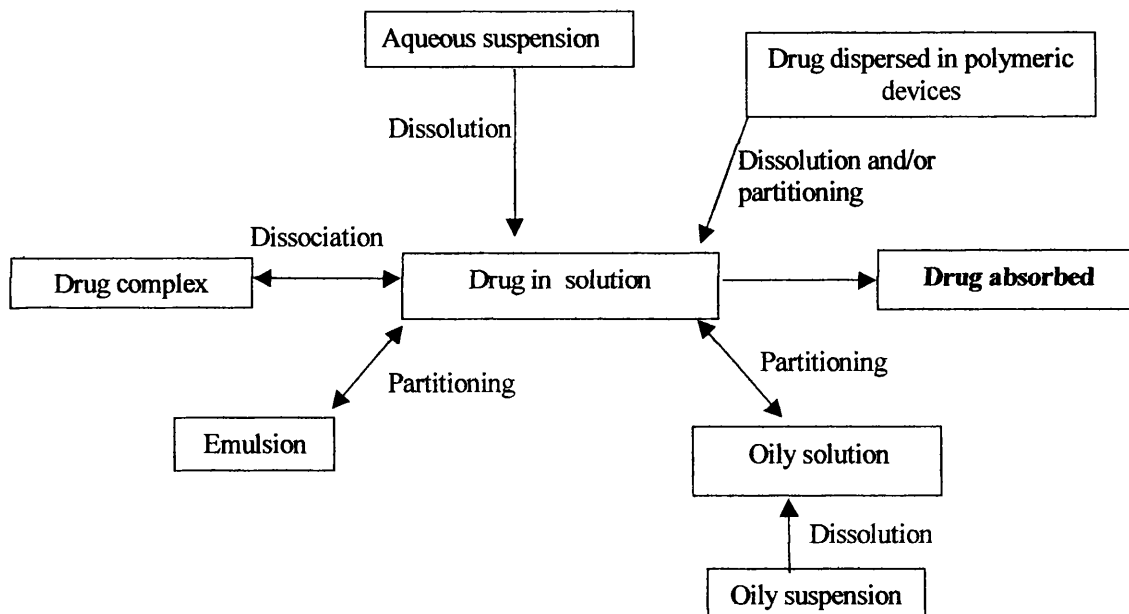 Aqueous suspension
Drug dispersed in polymeric
devices
Dissolution
Dissolution and/or
partitioning
Dissociation
Drug complex
Drug in solution
Drug absorbed
Partitioning
Partitioning
Emulsion
Oily solution
Dissolution
Oily suspension